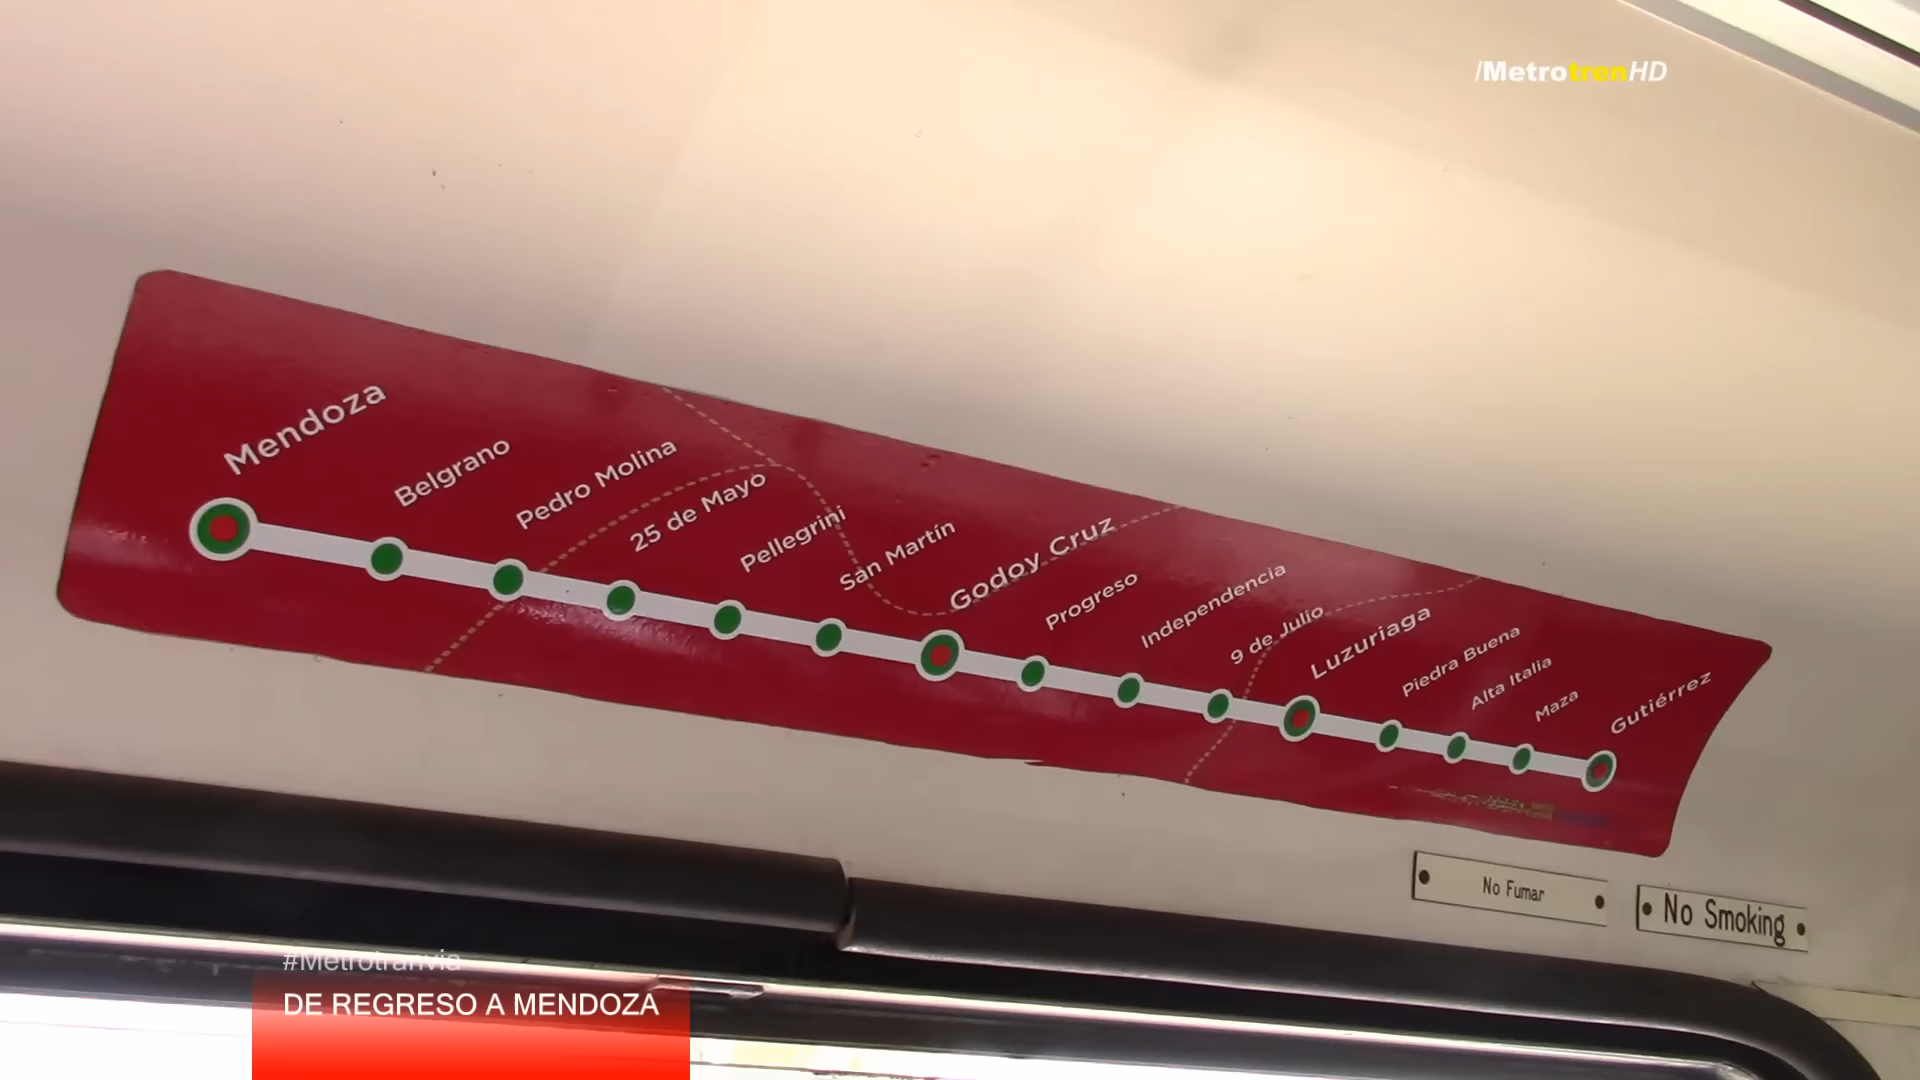 /MetrotrenHD
Mendoza
Belgrano
Pedro Molina
25 de Mayo
Pellegrini
San Martín
Godoy Cruz
Progreso
Independencia
9 de Julio
Luzuriaga
Piedra Buena
Alta Italia
Maza
Gutiérrez
No Fumar
No Smoking
#Metrotranvía
DE REGRESO A MENDOZA